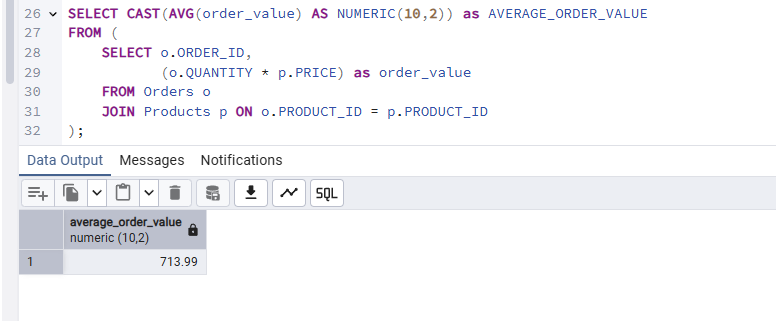 26 SELECT CAST(AVG(order_value) AS NUMERIC(10,2)) as AVERAGE_ORDER_VALUE
27 FROM (
28 SELECT o.ORDER_ID,
29 (o.QUANTITY * p.PRICE) as order_value
30 FROM Orders o
31 JOIN Products p ON o.PRODUCT_ID = p.PRODUCT_ID
32 );
Data Output Messages Notifications
SQL
average_order_value
numeric (10,2)
1 713.99